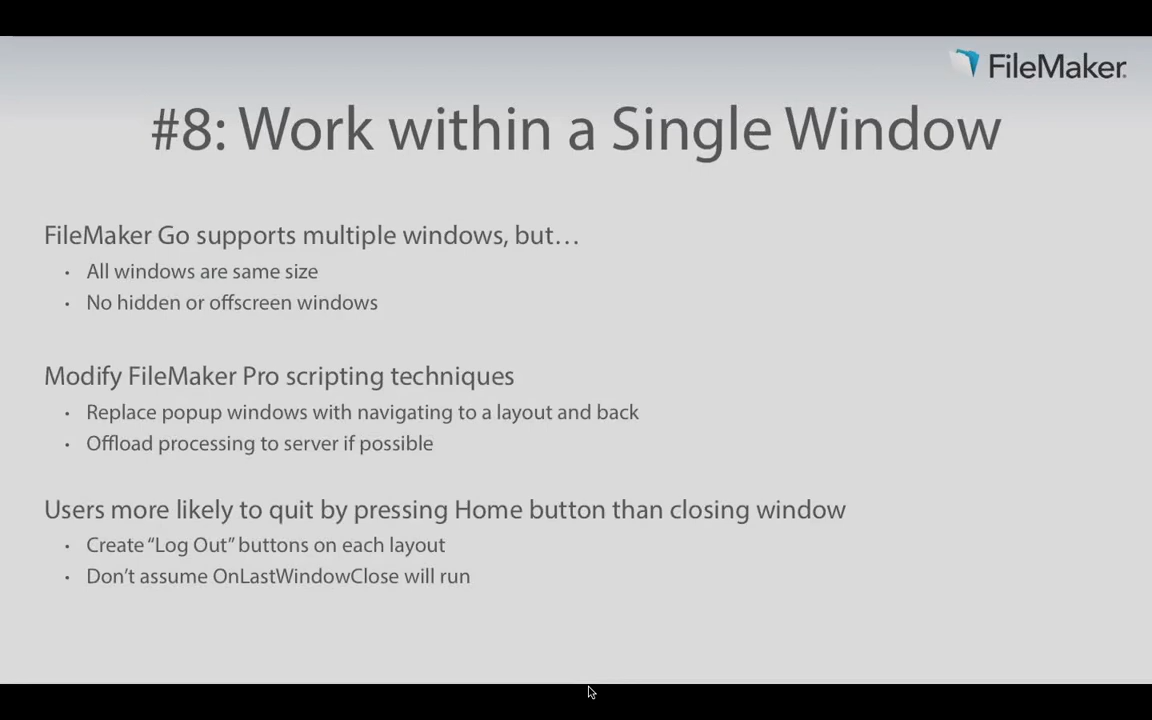 FileMaker
#8: Work within a Single Window
FileMaker Go supports multiple windows, but…
• All windows are same size
• No hidden or offscreen windows
Modify FileMaker Pro scripting techniques
• Replace popup windows with navigating to a layout and back
• Offload processing to server if possible
Users more likely to quit by pressing Home button than closing window
• Create “Log Out” buttons on each layout
• Don’t assume OnLastWindowClose will run